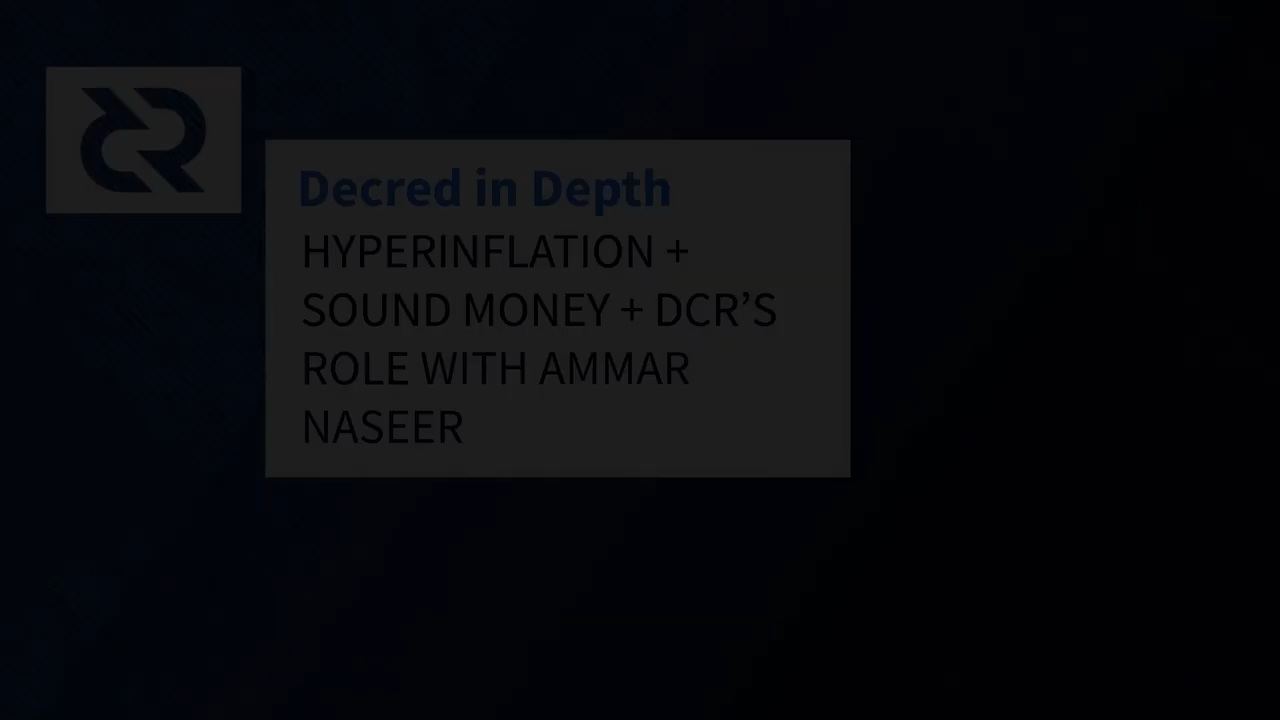 Decred in Depth
HYPERINFLATION +
SOUND MONEY + DCR’S
ROLE WITH AMMAR
NASEER